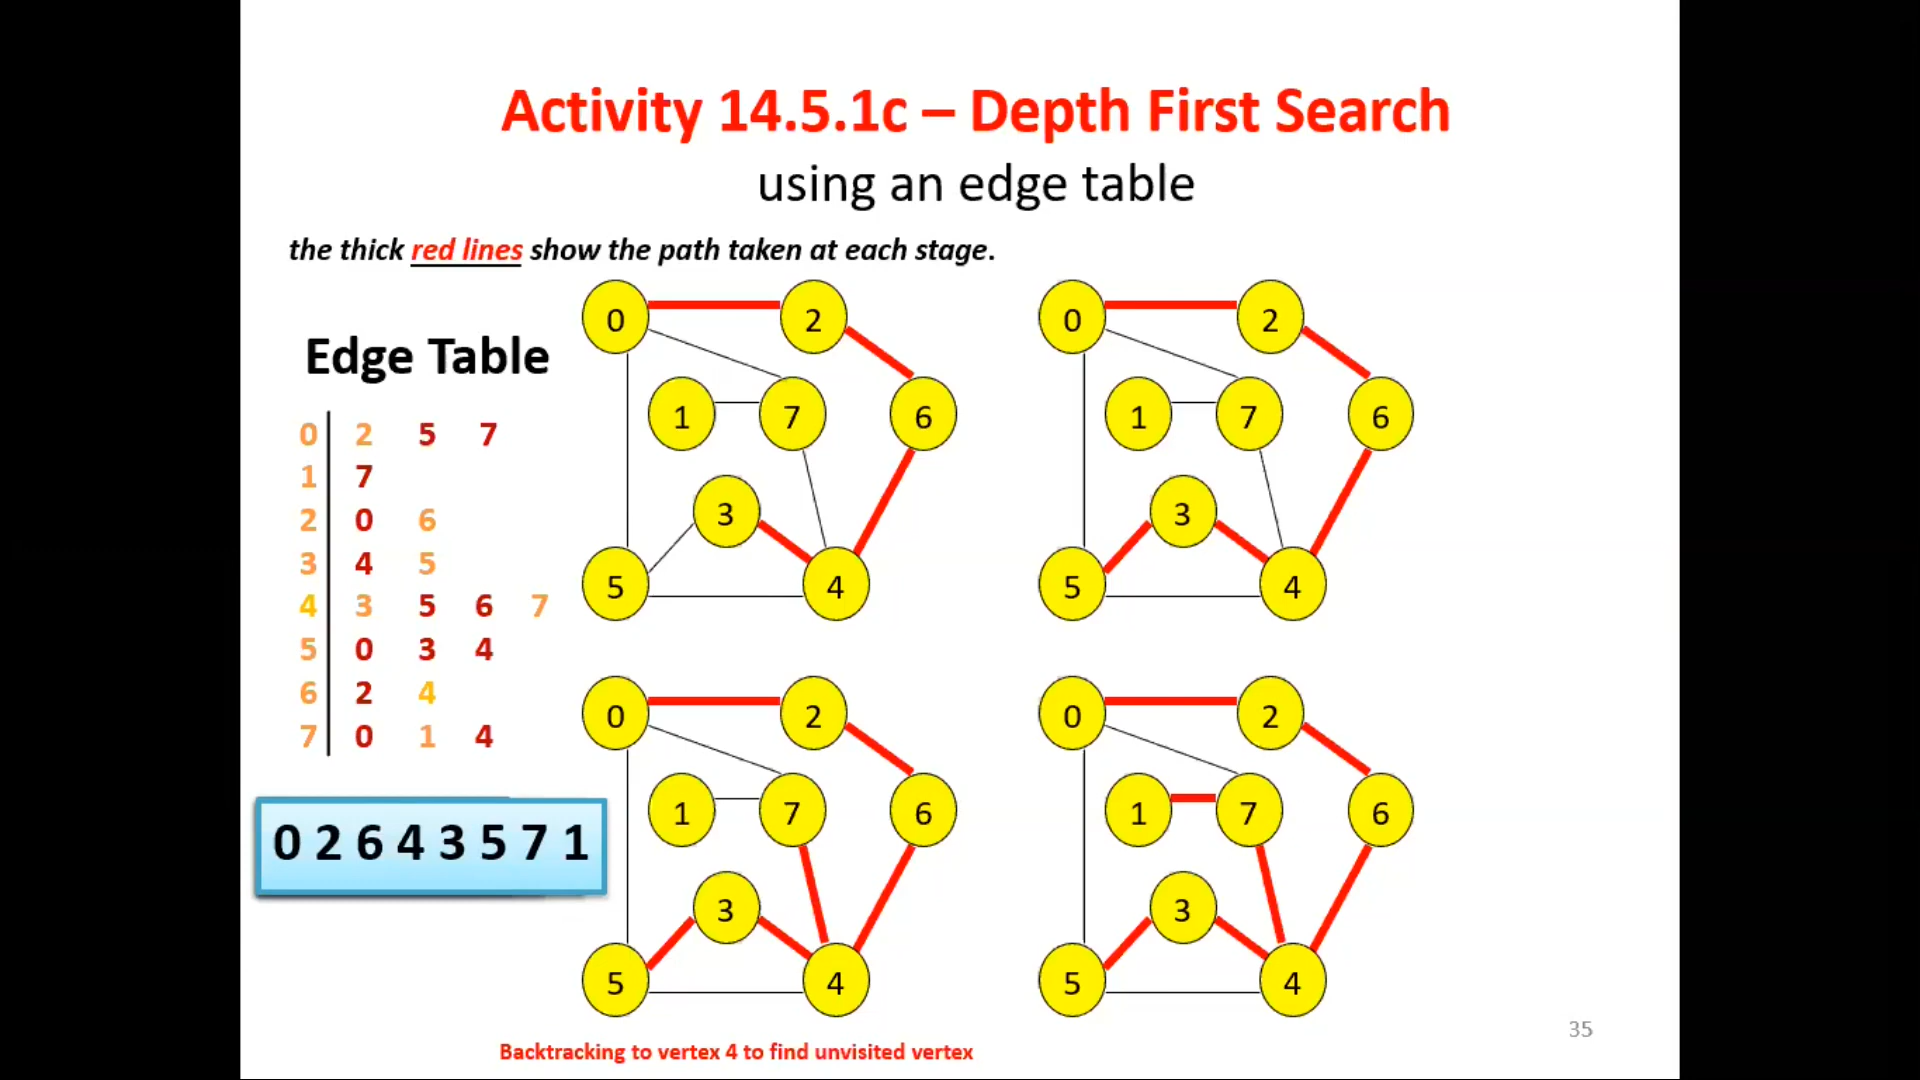 Activity 14.5.1c – Depth First Search
using an edge table
the thick red lines show the path taken at each stage.
Edge Table
0 2 5 7
1 7
2 0 6
3 4 5
4 3 5 6 7
5 0 3 4
6 2 4
7 0 1 4
0 2 6 4 3 5 7 1
0 2
1 7 6
3
5 4
0 2
1 7 6
3
5 4
0 2
1 7 6
3
5 4
0 2
1 7 6
3
5 4
Backtracking to vertex 4 to find unvisited vertex
35